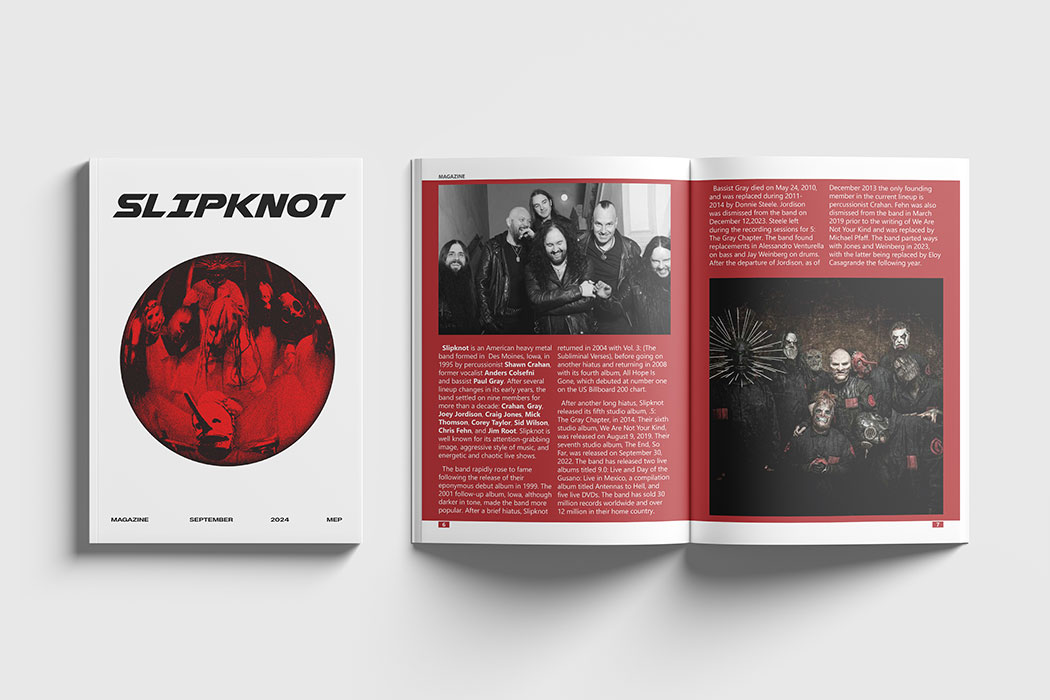 SLIPKNOT
MAGAZINE SEPTEMBER 2024 MEP
MAGAZINE
Slipknot is an American heavy metal
band formed in Des Moines, Iowa, in
1995 by percussionist Shawn Crahan,
former vocalist Anders Colsefni
and bassist Paul Gray. After several
lineup changes in its early years, the
band settled on nine members for
more than a decade: Crahan, Gray,
Joey Jordison, Craig Jones, Mick
Thomson, Corey Taylor, Sid Wilson,
Chris Fehn, and Jim Root. Slipknot is
well known for its attention-grabbing
image, aggressive style of music, and
energetic and chaotic live shows.
The band rapidly rose to fame
following the release of their
eponymous debut album in 1999. The
2001 follow-up album, Iowa, although
darker in tone, made the band more
popular. After a brief hiatus, Slipknot
returned in 2004 with Vol. 3: (The
Subliminal Verses), before going on
another hiatus and returning in 2008
with its fourth album, All Hope Is
Gone, which debuted at number one
on the US Billboard 200 chart.
After another long hiatus, Slipknot
released its fifth studio album, .5:
The Gray Chapter, in 2014. Their sixth
studio album, We Are Not Your Kind,
was released on August 9, 2019. Their
seventh studio album, The End, So
Far, was released on September 30,
2022. The band has released two live
albums titled 9.0: Live and Day of the
Gusano: Live in Mexico, a compilation
album titled Antennas to Hell, and
five live DVDs. The band has sold 30
million records worldwide and over
12 million in their home country.
6
Bassist Gray died on May 24, 2010,
and was replaced during 2011-
2014 by Donnie Steele. Jordison
was dismissed from the band on
December 12,2023. Steele left
during the recording sessions for 5:
The Gray Chapter. The band found
replacements in Alessandro Venturella
on bass and Jay Weinberg on drums.
After the departure of Jordison, as of
December 2013 the only founding
member in the current lineup is
percussionist Crahan, Fehn was also
dismissed from the band in March
2019 prior to the writing of We Are
Not Your Kind and was replaced by
Michael Pfaff. The band parted ways
with Jones and Weinberg in 2023,
with the latter being replaced by Eloy
Casagrande the following year.
7